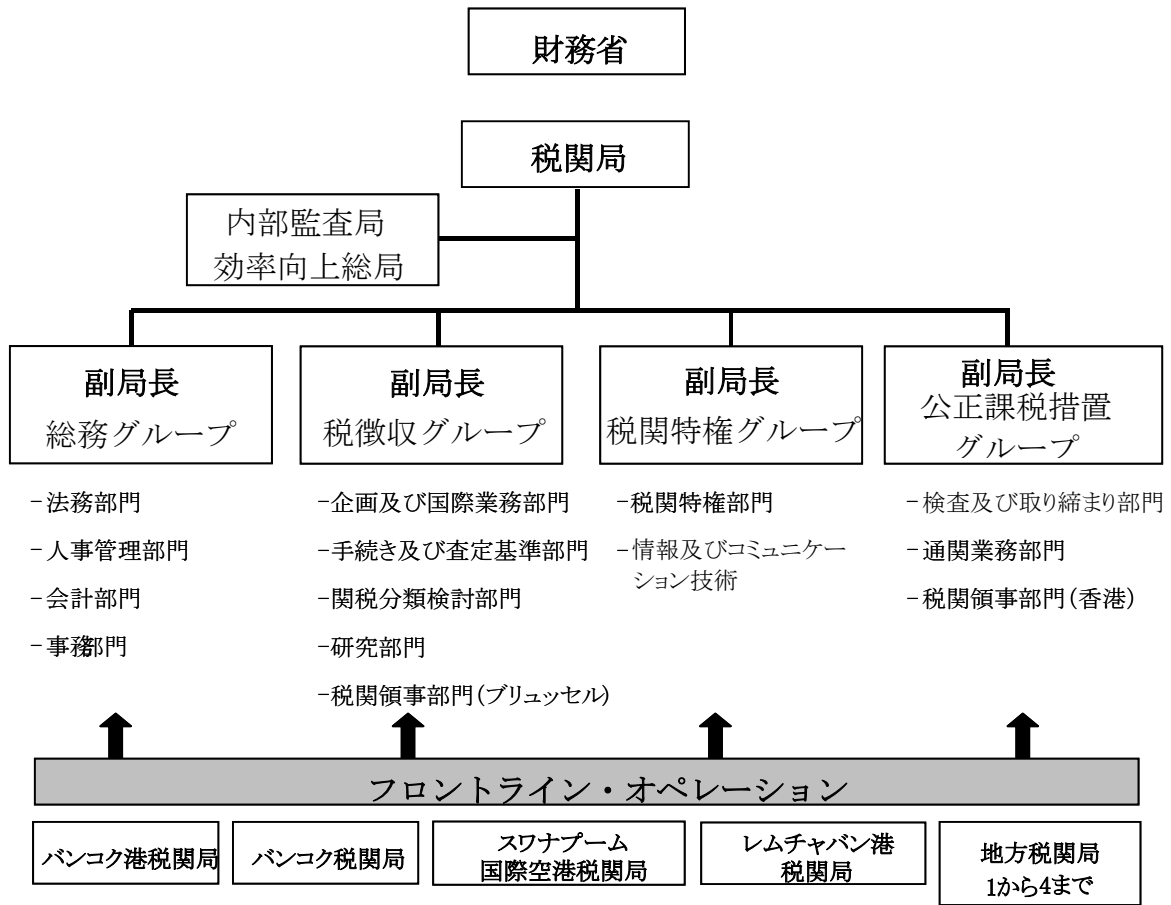 財務省
税関局
内部監査局
効率向上総局
副局長
総務グループ
副局長
税徴収グループ
副局長
税関特権グループ
副局長
公正課税措置
グループ
－法務部門
－人事管理部門
－会計部門
－事務部門
－企画及び国際業務部門
－手続き及び査定基準部門
－関税分類検討部門
－研究部門
－税関領事部門(ブリュッセル)
－税関特権部門
－情報及びコミュニケー
ション技術
－検査及び取り締まり部門
－通関業務部門
－税関領事部門(香港)
フロントライン・オペレーション
バンコク港税関局
バンコク税関局
スワナプーム
国際空港税関局
レムチャバン港
税関局
地方税関局
1から4まで